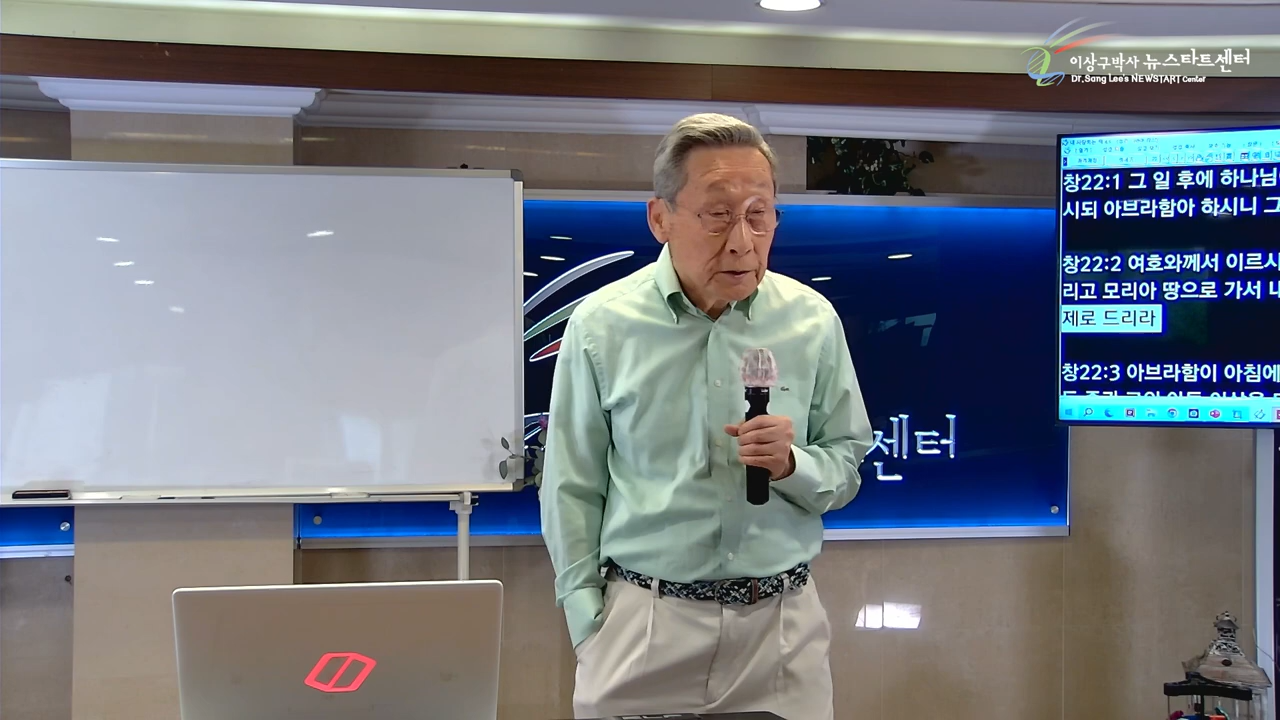 이상구박사 뉴스타트센터
Dr.Sang Lee's NEWSTART Center
창22:1 그 일 후에 하나님
시되 아브라함아 하시니 그
창22:2 여호와께서 이르시
리고 모리아 땅으로 가서 내
제로 드리라
창22:3 아브라함이 아침에
센터